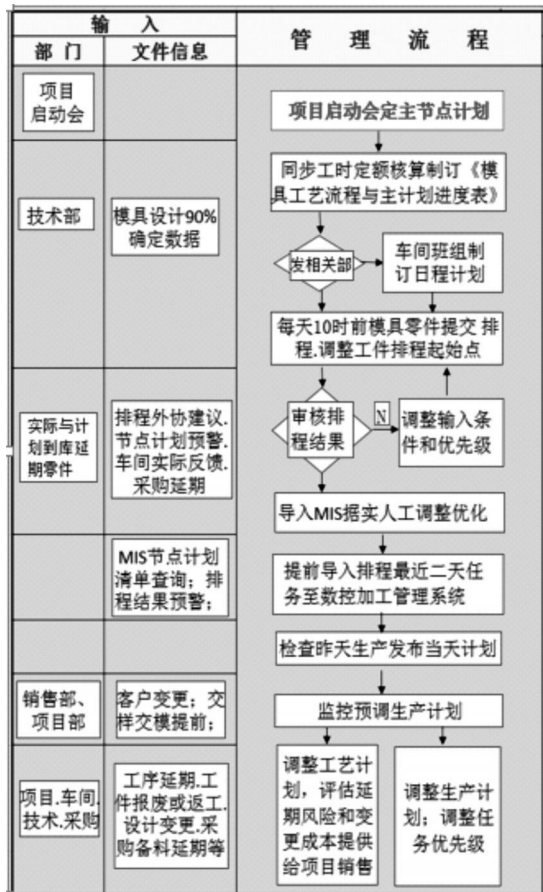 输 入
部 门
文件信息
管 理 流 程
项目
启动会
项目启动会定主节点计划
同步工时定额核算制订《模
具工艺流程与主计划进度表》
技术部
模具设计90%
确定数据
发相关部
车间班组制
订日程计划
每天10时前模具零件提交 排
程.调整工件排程起始点
实际与计
划到库延
期零件
排程外协建议.
节点计划预警.
车间实际反馈.
采购延期
审核排
程结果
N
调整输入条
件和优先级
导入MIS据实人工调整优化
MIS节点计划
清单查询；排
程结果预警；
提前导入排程最近二天任
务至数控加工管理系统
检查昨天生产发布当天计划
销售部、
项目部
客户变更；交
样交模提前；
监控预调生产计划
项目.车间.
技术.采购
工序延期.工
件报废或返工.
设计变更.采
购备料延期等
调整工艺计
划，评估延
期风险和变
更成本提供
给项目销售
调整生产计
划；调整任
务优先级